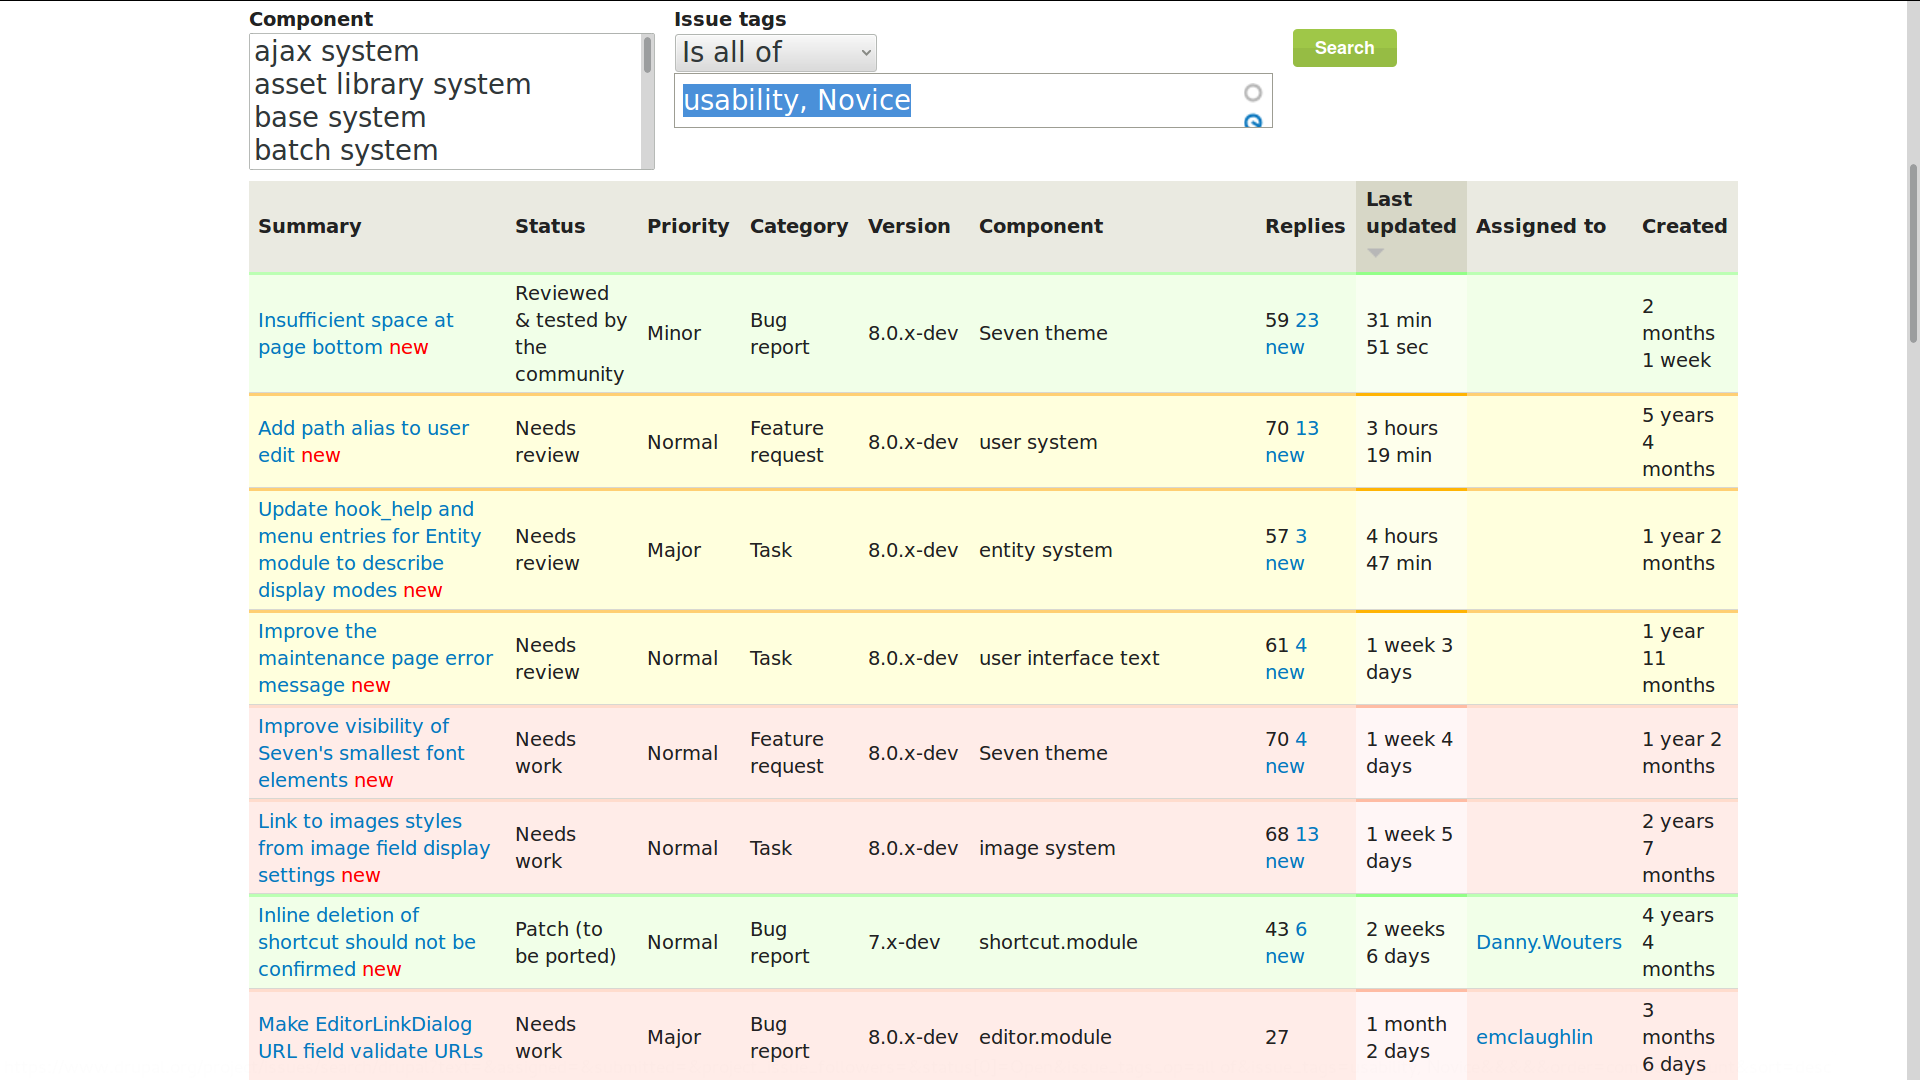 Component
ajax system
asset library system
base system
batch system
Issue tags
Is all of
usability, Novice
Search
Summary Status Priority Category Version Component Replies Last updated Assigned to Created
Insufficient space at
page bottom new
Reviewed
& tested by
the
community
Minor
Bug
report
8.0.x-dev
Seven theme
59 23
new
31 min
51 sec
2
months
1 week
Add path alias to user
edit new
Needs
review
Normal
Feature
request
8.0.x-dev
user system
70 13
new
3 hours
19 min
5 years
4
months
Update hook_help and
menu entries for Entity
module to describe
display modes new
Needs
review
Major
Task
8.0.x-dev
entity system
57 3
new
4 hours
47 min
1 year 2
months
Improve the
maintenance page error
message new
Needs
review
Normal
Task
8.0.x-dev
user interface text
61 4
new
1 week 3
days
1 year
11
months
Improve visibility of
Seven's smallest font
elements new
Needs
work
Normal
Feature
request
8.0.x-dev
Seven theme
70 4
new
1 week 4
days
1 year 2
months
Link to images styles
from image field display
settings new
Needs
work
Normal
Task
8.0.x-dev
image system
68 13
new
1 week 5
days
2 years
7
months
Inline deletion of
shortcut should not be
confirmed new
Patch (to
be ported)
Normal
Bug
report
7.x-dev
shortcut.module
43 6
new
2 weeks
6 days
Danny.Wouters
4 years
4
months
Make EditorLinkDialog
URL field validate URLs
Needs
work
Major
Bug
report
8.0.x-dev
editor.module
27
1 month
2 days
emclaughlin
3
months
6 days